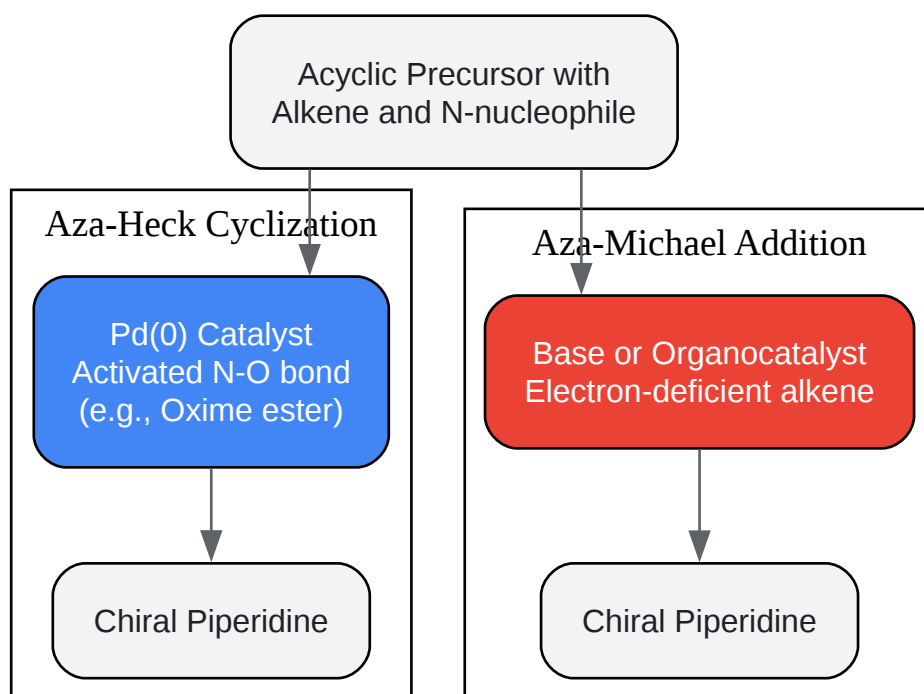 Acyclic Precursor with
Alkene and N-nucleophile
Aza-Heck Cyclization
Pd(0) Catalyst
Activated N-O bond
(e.g., Oxime ester)
Chiral Piperidine
Aza-Michael Addition
Base or Organocatalyst
Electron-deficient alkene
Chiral Piperidine